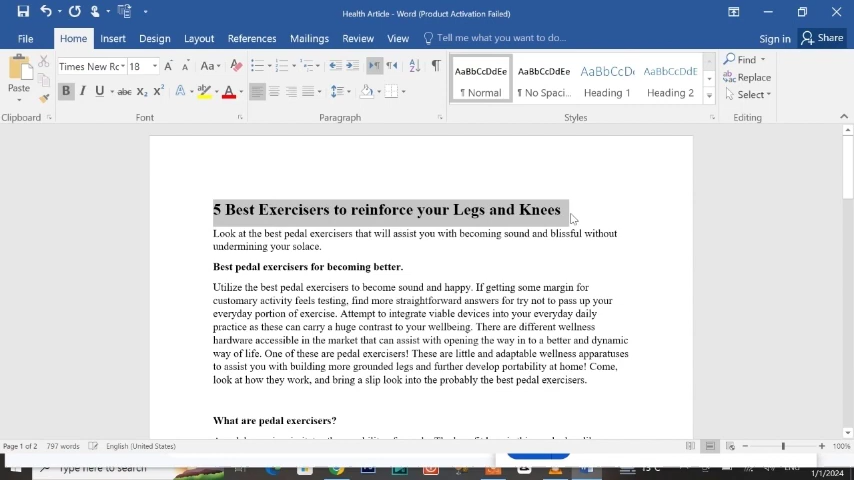 Health Article - Word (Product Activation Failed)
File Home Insert Design Layout References Mailings Review View Tell me what you want to do... Sign in Share
Times New Ro 18 Aa
Paste
B I U abc X₂ X²
AaBbCcDdEe AaBbCcDdEe AaBbCcDc AaBbCcDdE
¶ Normal ¶ No Spaci... Heading 1 Heading 2
Find
Replace
Select
Clipboard Font Paragraph Styles Editing
5 Best Exercisers to reinforce your Legs and Knees
Look at the best pedal exercisers that will assist you with becoming sound and blissful without
undermining your solace.
Best pedal exercisers for becoming better.
Utilize the best pedal exercisers to become sound and happy. If getting some margin for
customary activity feels testing, find more straightforward answers for try not to pass up your
everyday portion of exercise. Attempt to integrate viable devices into your everyday daily
practice as these can carry a huge contrast to your wellbeing. There are different wellness
hardware accessible in the market that can assist with opening the way in to a better and dynamic
way of life. One of these are pedal exercisers! These are little and adaptable wellness apparatuses
to assist you with building more grounded legs and further develop portability at home! Come,
look at how they work, and bring a slip look into the probably the best pedal exercisers.
What are pedal exercisers?
Page 1 of 2 797 words English (United States) 100%
Type here to search
1/1/2024